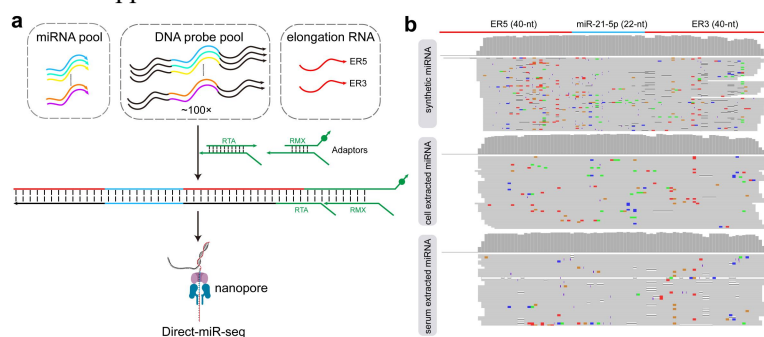 a
miRNA pool
DNA probe pool
~100×
elongation RNA
ER5
ER3
RTA
RMX
Adaptors
RTA
RMX
nanopore
Direct-miR-seq
b
ER5 (40-nt)
miR-21-5p (22-nt)
ER3 (40-nt)
synthetic miRNA
cell extracted miRNA
serum extracted miRNA